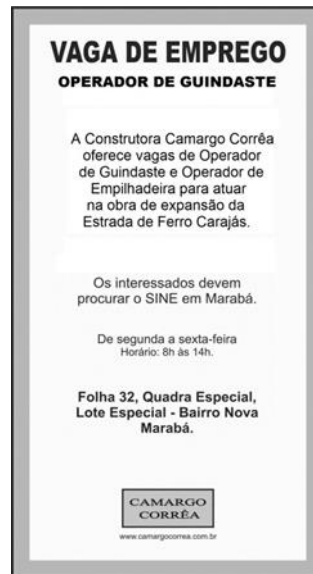 VAGA DE EMPREGO
OPERADOR DE GUINDASTE
A Construtora Camargo Corrêa
oferece vagas de Operador
de Guindaste e Operador de
Empilhadeira para atuar
na obra de expansão da
Estrada de Ferro Carajás.
Os interessados devem
procurar o SINE em Marabá.
De segunda a sexta-feira
Horário: 8h às 14h.
Folha 32, Quadra Especial,
Lote Especial - Bairro Nova
Marabá.
CAMARGO
CORRÊA
www.camargocorrea.com.br